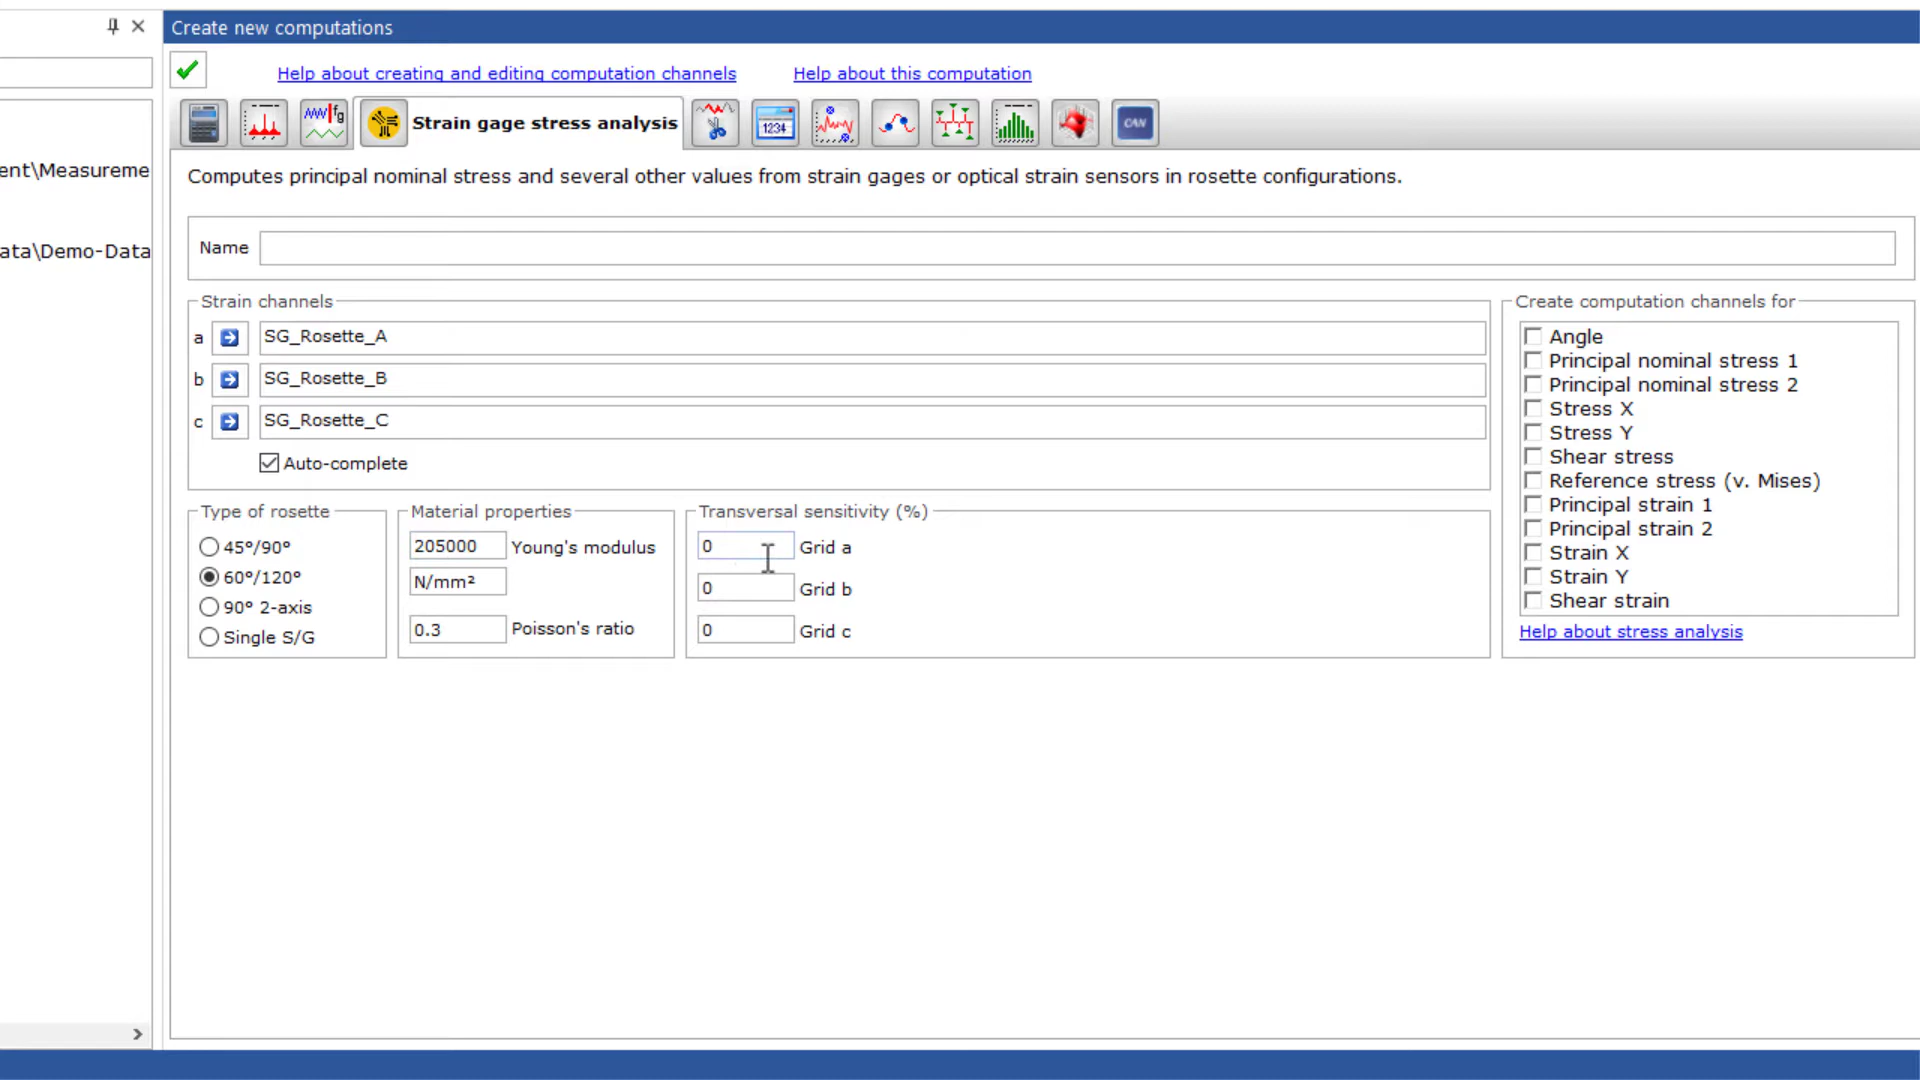 Create new computations
Help about creating and editing computation channels
Help about this computation
Strain gage stress analysis
1234
CAN
ent\Measureme
ata\Demo-Data
Computes principal nominal stress and several other values from strain gages or optical strain sensors in rosette configurations.
Name
Strain channels
a SG_Rosette_A
b SG_Rosette_B
c SG_Rosette_C
Auto-complete
Type of rosette
45°/90°
60°/120°
90° 2-axis
Single S/G
Material properties
205000 Young's modulus
N/mm²
0.3 Poisson's ratio
Transversal sensitivity (%)
0 Grid a
0 Grid b
0 Grid c
Create computation channels for
Angle
Principal nominal stress 1
Principal nominal stress 2
Stress X
Stress Y
Shear stress
Reference stress (v. Mises)
Principal strain 1
Principal strain 2
Strain X
Strain Y
Shear strain
Help about stress analysis